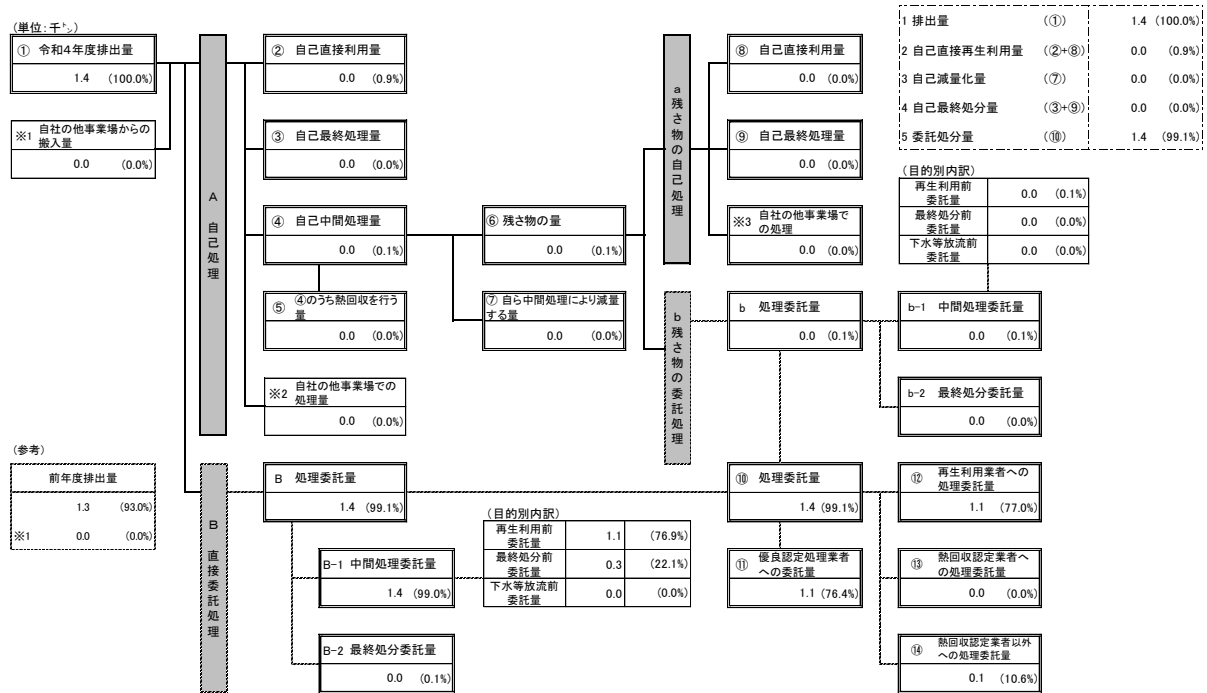 (単位:千㌧)
① 令和4年度排出量
1.4 (100.0%)
※1 自社の他事業場からの
搬入量
0.0 (0.0%)
(参考)
前年度排出量
1.3 (93.0%)
※1 0.0 (0.0%)
A 自己処理
② 自己直接利用量
0.0 (0.9%)
③ 自己最終処理量
0.0 (0.0%)
④ 自己中間処理量
0.0 (0.1%)
⑤ ④のうち熱回収を行う
量
0.0 (0.0%)
※2 自社の他事業場での
処理量
0.0 (0.0%)
⑥ 残さ物の量
0.0 (0.1%)
⑦ 自ら中間処理により減量
する量
0.0 (0.0%)
a 残さ物の自己処理
⑧ 自己直接利用量
0.0 (0.0%)
⑨ 自己最終処理量
0.0 (0.0%)
※3 自社の他事業場で
の処理
0.0 (0.0%)
b 残さ物の委託処理
b 処理委託量
0.0 (0.1%)
1 排出量 (①) 1.4 (100.0%)
2 自己直接再生利用量 (②+⑧) 0.0 (0.9%)
3 自己減量化量 (⑦) 0.0 (0.0%)
4 自己最終処分量 (③+⑨) 0.0 (0.0%)
5 委託処分量 (⑩) 1.4 (99.1%)
(目的別内訳)
再生利用前
委託量 0.0 (0.1%)
最終処分前
委託量 0.0 (0.0%)
下水等放流前
委託量 0.0 (0.0%)
b-1 中間処理委託量
0.0 (0.1%)
b-2 最終処分委託量
0.0 (0.0%)
B 直接委託処理
B 処理委託量
1.4 (99.1%)
B-1 中間処理委託量
1.4 (99.0%)
B-2 最終処分委託量
0.0 (0.1%)
(目的別内訳)
再生利用前
委託量 1.1 (76.9%)
最終処分前
委託量 0.3 (22.1%)
下水等放流前
委託量 0.0 (0.0%)
⑩ 処理委託量
1.4 (99.1%)
⑪ 優良認定処理業者
への委託量
1.1 (76.4%)
⑫ 再生利用業者への
処理委託量
1.1 (77.0%)
⑬ 熱回収認定業者へ
の処理委託量
0.0 (0.0%)
⑭ 熱回収認定業者以外
への処理委託量
0.1 (10.6%)